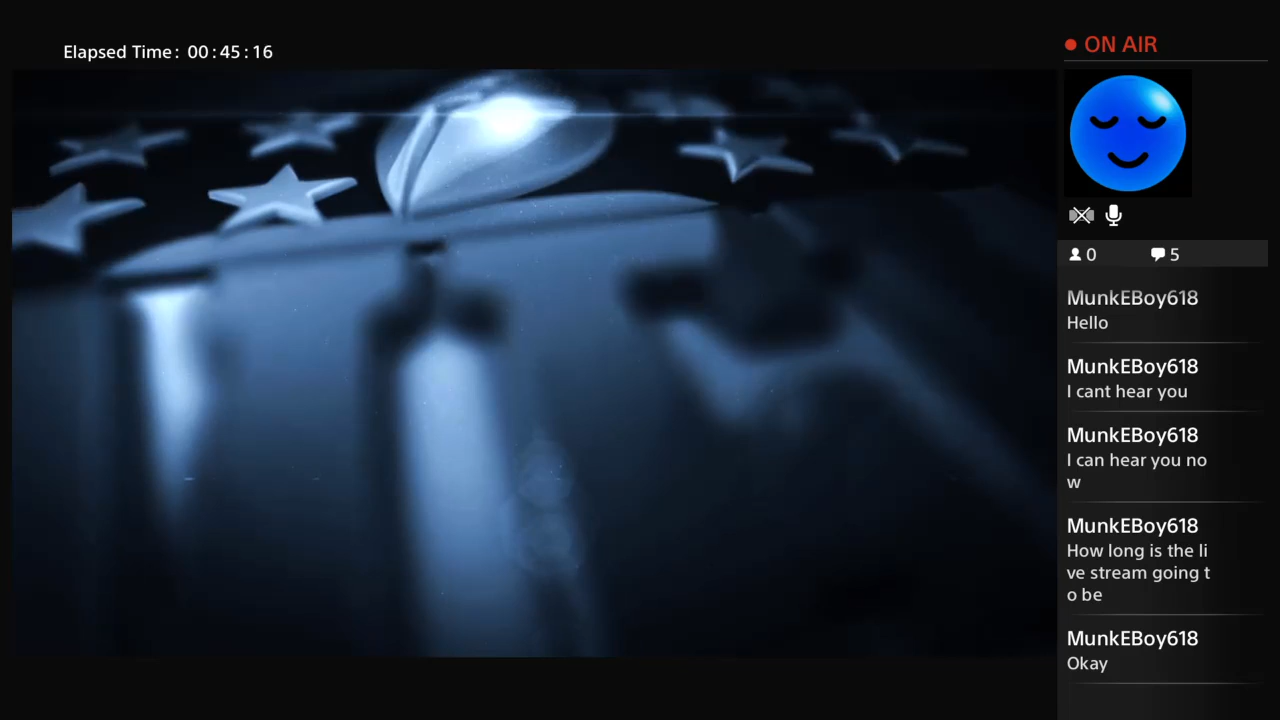 Elapsed Time: 00:45:16
ON AIR
0 5
MunkEBoy618
Hello
MunkEBoy618
I cant hear you
MunkEBoy618
I can hear you no
w
MunkEBoy618
How long is the li
ve stream going t
o be
MunkEBoy618
Okay